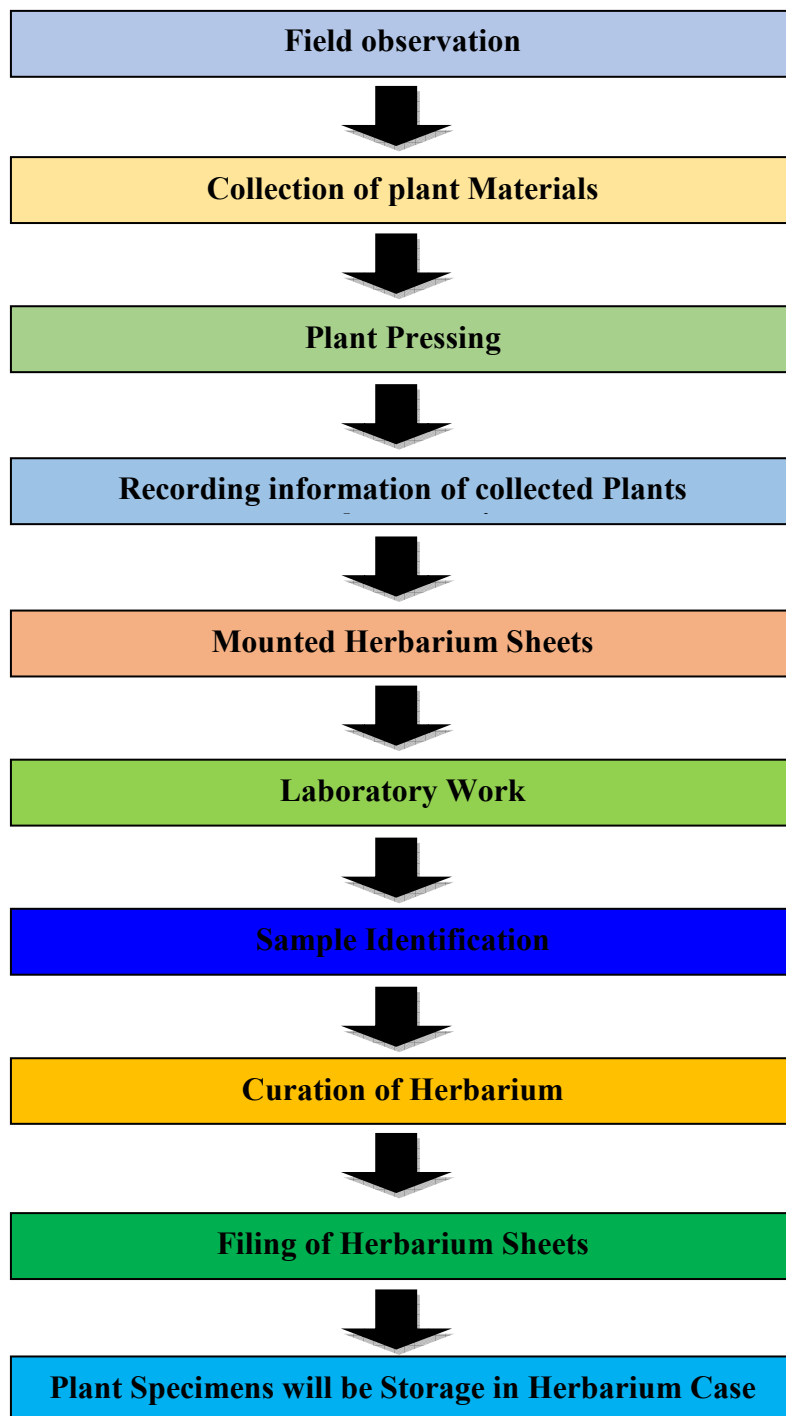 Field observation
Collection of plant Materials
Plant Pressing
Recording information of collected Plants
Mounted Herbarium Sheets
Laboratory Work
Sample Identification
Curation of Herbarium
Filing of Herbarium Sheets
Plant Specimens will be Storage in Herbarium Case